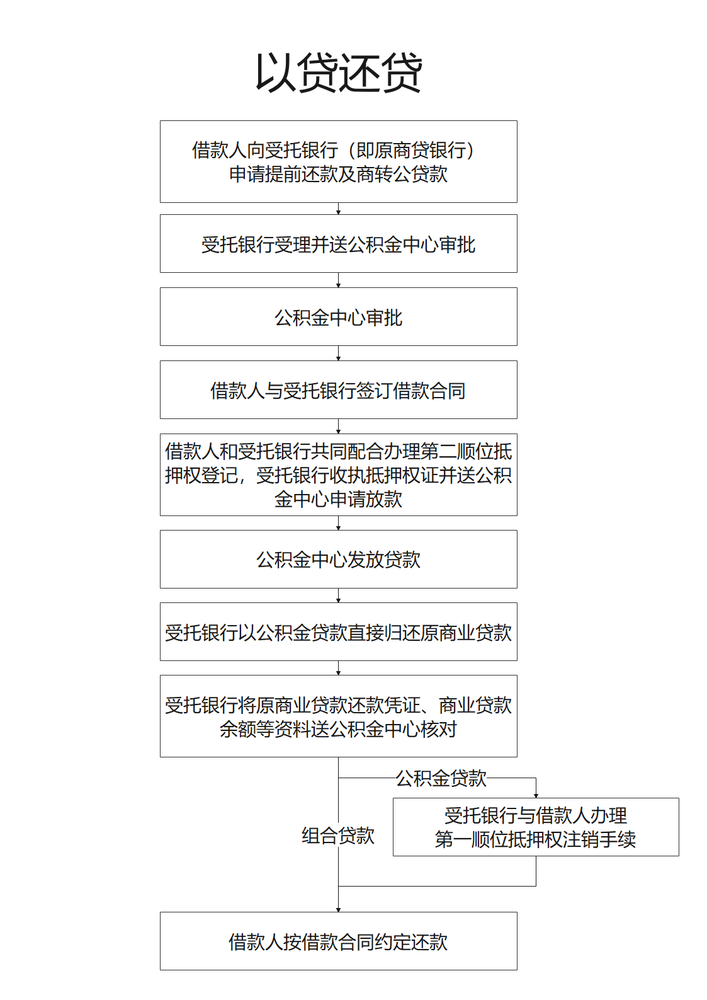 以贷还贷
借款人向受托银行（即原商贷银行）
申请提前还款及商转公贷款
受托银行受理并送公积金中心审批
公积金中心审批
借款人与受托银行签订借款合同
借款人和受托银行共同配合办理第二顺位抵
押权登记，受托银行收执抵押权证并送公积
金中心申请放款
公积金中心发放贷款
受托银行以公积金贷款直接归还原商业贷款
受托银行将原商业贷款还款凭证、商业贷款
余额等资料送公积金中心核对
公积金贷款
受托银行与借款人办理
第一顺位抵押权注销手续
组合贷款
借款人按借款合同约定还款